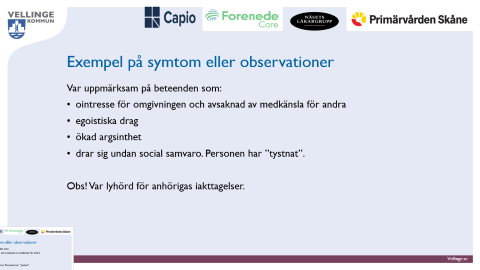 VELLINGE
KOMMUN
Capio
Forenede
Care
NÄSETS
LÄKARGRUPP
Primärvården Skåne
Exempel på symtom eller observationer
Var uppmärksam på beteenden som:
• ointresse för omgivningen och avsaknad av medkänsla för andra
• egoistiska drag
• ökad argsinthet
• drar sig undan social samvaro. Personen har ”tystnat”.
Obs! Var lyhörd för anhörigas iakttagelser.
Vellinge.se